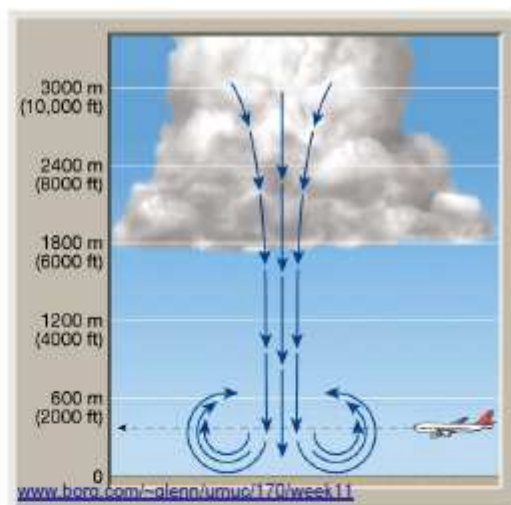 3000 m
(10,000 ft)
2400 m
(8000 ft)
1800 m
(6000 ft)
1200 m
(4000 ft)
600 m
(2000 ft)
0
www.borg.com/~glenn/umuc/170/week11